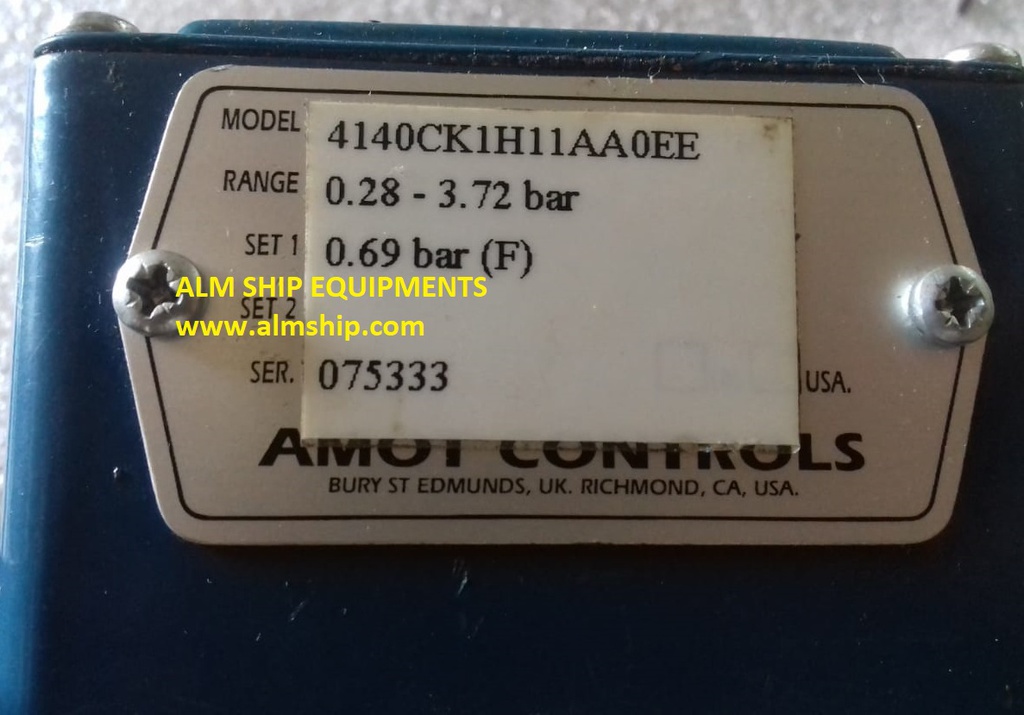 MODEL 4140CK1H11AA0EE
RANGE 0.28 - 3.72 bar
SET 1 0.69 bar (F)
ALM SHIP EQUIPMENTS
SET 2
www.almship.com
SER. 075333
USA.
AMOT CONTROLS
BURY ST EDMUNDS, UK. RICHMOND, CA, USA.